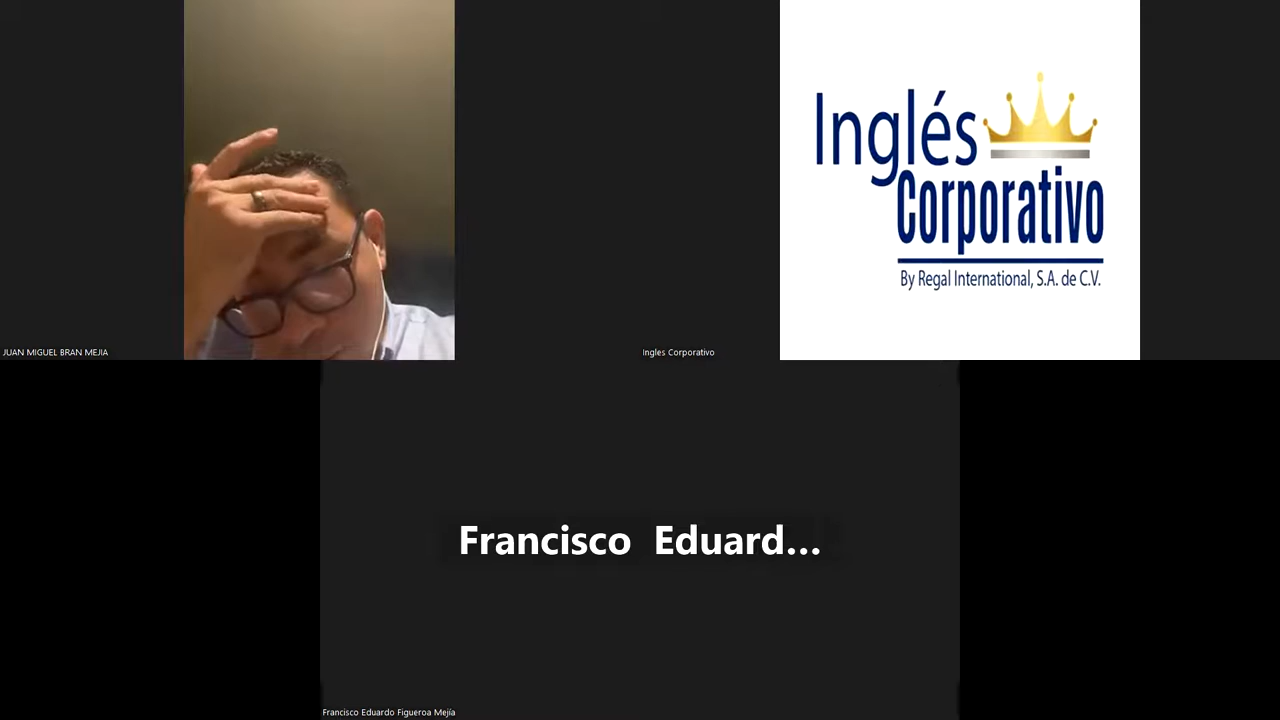 Inglés
Corporativo
By Regal International, S.A. de C.V.
JUAN MIGUEL BRAN MEJIA
Ingles Corporativo
Francisco Eduard...
Francisco Eduardo Figueroa Mejía